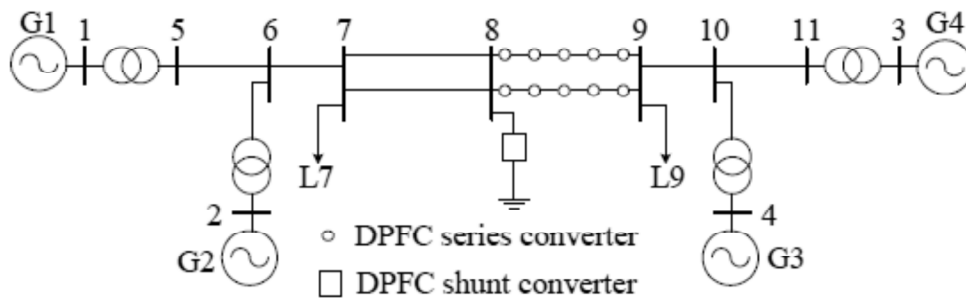 G1 1 5 6 7 8 9 10 11 3 G4
L7 L9
2 4
G2 G3
DPFC series converter
DPFC shunt converter